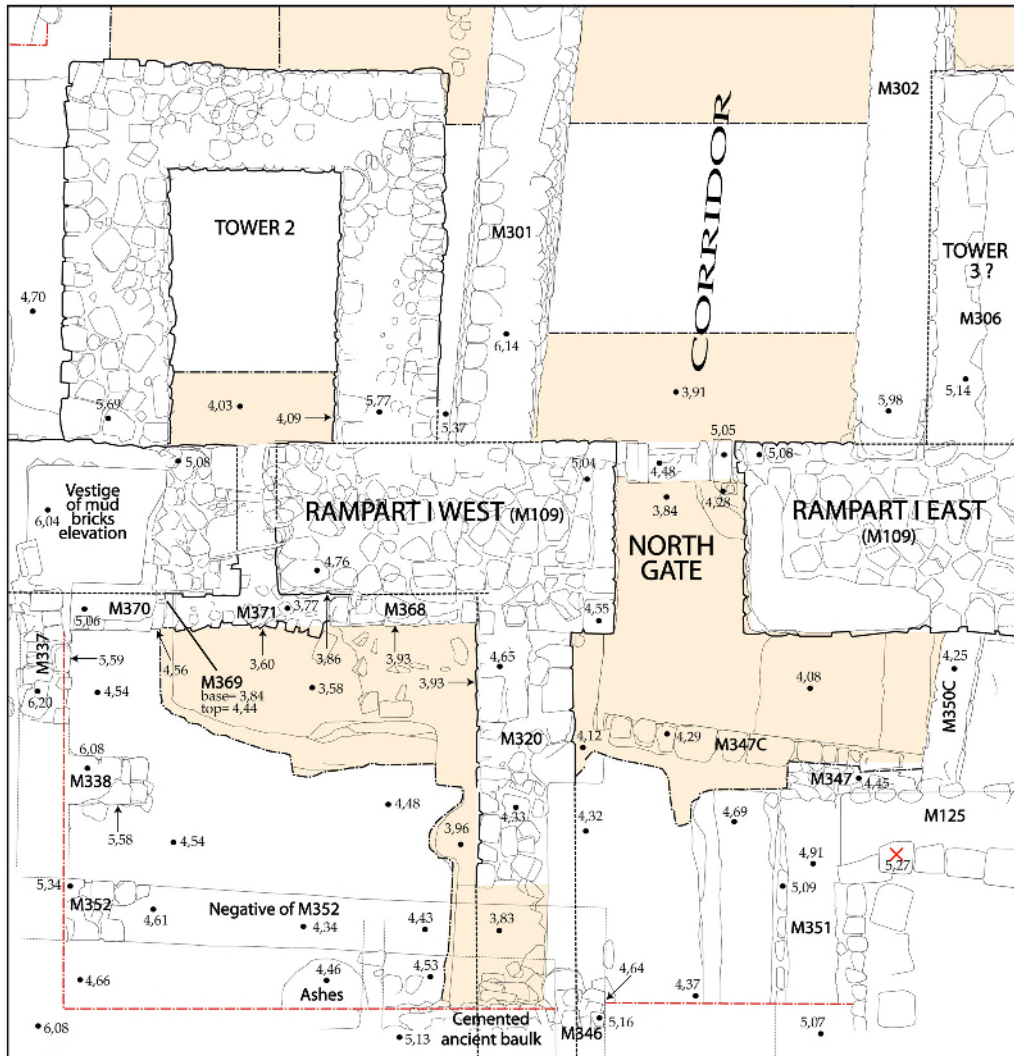 M302
CORRIDOR
TOWER 2
M301
TOWER
3 ?
4,70
M306
6,14
5,14
3,91
5,69
4,03
4,09
5,77
5,37
5,98
5,05
5,08
5,04
4,48
5,08
Vestige
of mud
bricks
elevation
6,04
RAMPART I WEST (M109)
4,28
3,84
RAMPART I EAST
(M109)
NORTH
GATE
4,76
M370
5,06
M371
3,77
M368
4,55
M337
5,59
4,56
3,60
3,86
3,93
4,65
4,25
M369
base= 3,84
top= 4,44
3,58
3,93
4,54
6,20
4,08
M350C
M320
4,12
4,29
M347C
6,08
M338
M347
4,45
5,58
4,48
4,33
4,32
4,69
M125
4,54
3,96
4,91
5,27
5,34
M352
4,61
Negative of M352
4,34
4,43
3,83
5,09
M351
4,66
4,46
Ashes
4,53
4,64
4,37
6,08
5,13
Cemented
ancient baulk
M346
5,16
5,07